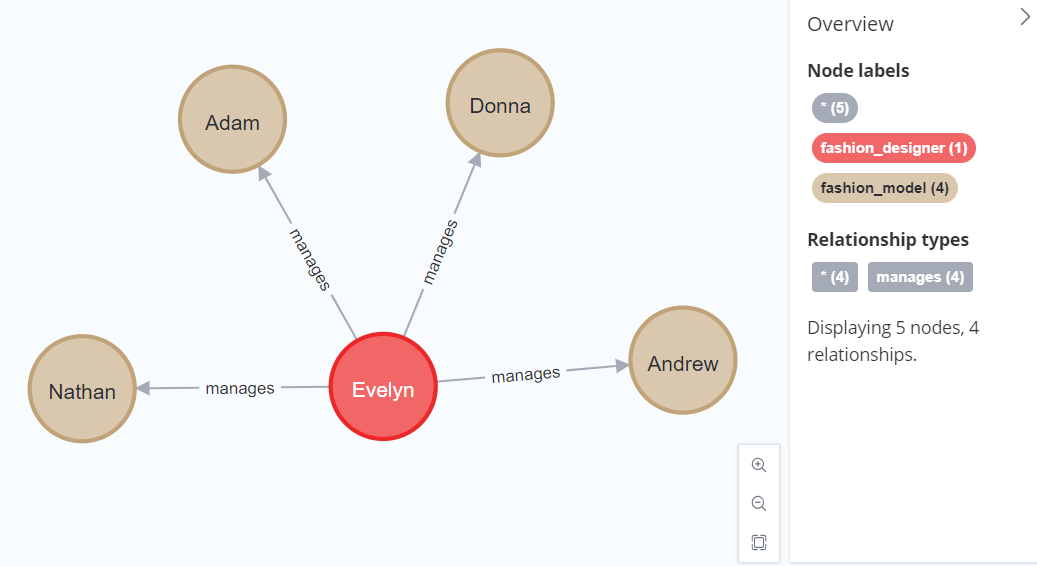 Adam
Donna
manages
manages
Nathan
manages
Evelyn
manages
Andrew
Overview
Node labels
* (5)
fashion_designer (1)
fashion_model (4)
Relationship types
* (4) manages (4)
Displaying 5 nodes, 4
relationships.